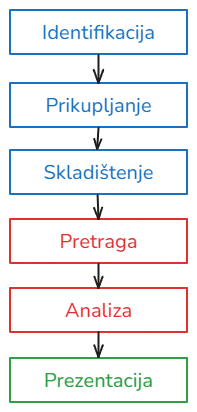 Identifikacija
Prikupljanje
Skladištenje
Pretraga
Analiza
Prezentacija